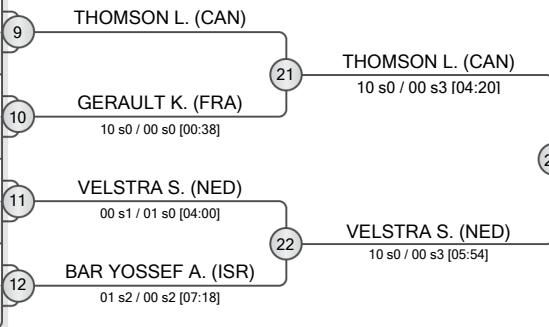 9
THOMSON L. (CAN)
21
THOMSON L. (CAN)
10 s0 / 00 s3 [04:20]
10
GERAULT K. (FRA)
10 s0 / 00 s0 [00:38]
11
VELSTRA S. (NED)
00 s1 / 01 s0 [04:00]
22
VELSTRA S. (NED)
10 s0 / 00 s3 [05:54]
12
BAR YOSSEF A. (ISR)
01 s2 / 00 s2 [07:18]